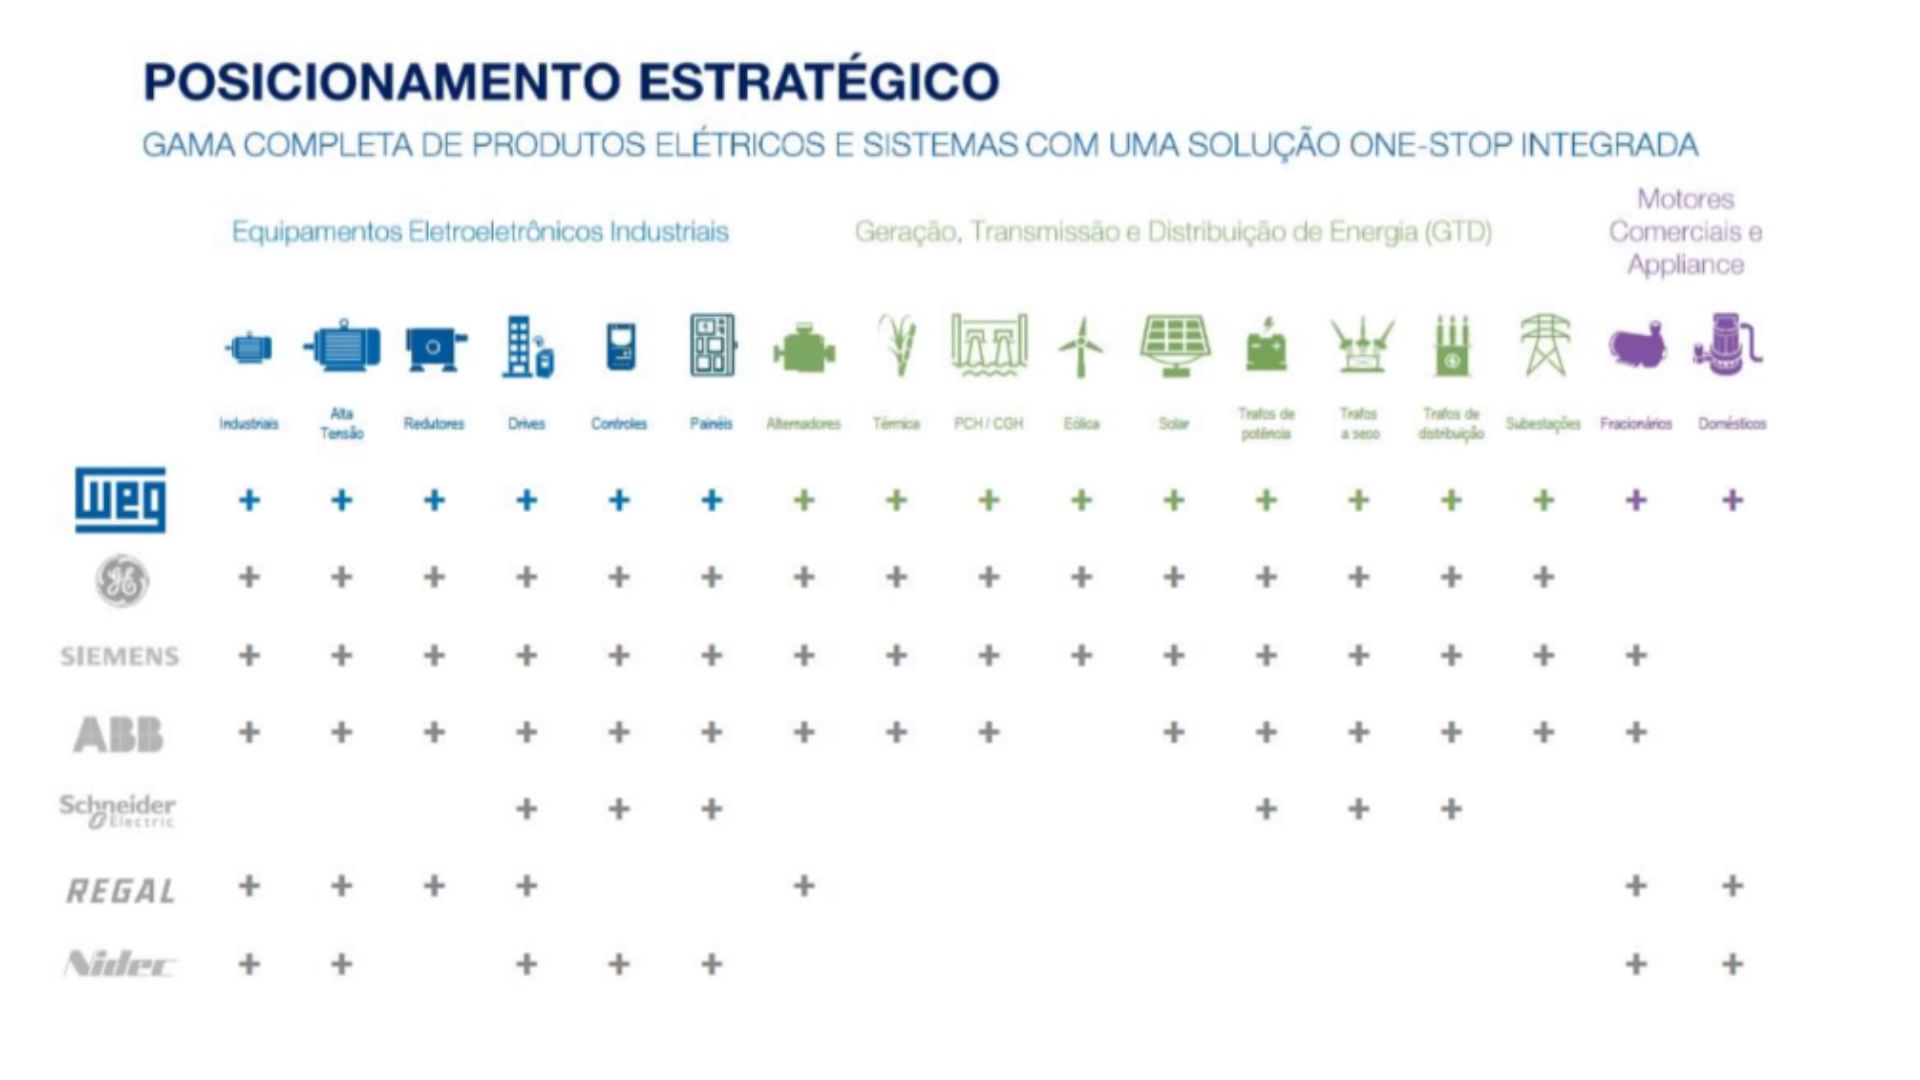 POSICIONAMENTO ESTRATÉGICO
GAMA COMPLETA DE PRODUTOS ELÉTRICOS E SISTEMAS COM UMA SOLUÇÃO ONE-STOP INTEGRADA
Equipamentos Eletroeletrônicos Industriais
Geração, Transmissão e Distribuição de Energia (GTD)
Motores
Comerciais e
Appliance
Industriais
Alta
Tensão
Redutores
Drives
Controles
Painéis
Alternadores
Térmica
PCH / CGH
Eólica
Solar
Trafos de
potência
Trafos
a seco
Trafos de
distribuição
Subestações
Fracionários
Domésticos
weg + + + + + + + + + + + + + + + + +
GE + + + + + + + + + + + + + + +
SIEMENS + + + + + + + + + + + + + + + +
ABB + + + + + + + + + + + + + + +
Schneider
Electric + + + + + +
REGAL + + + + + + +
Nidec + + + + + + +